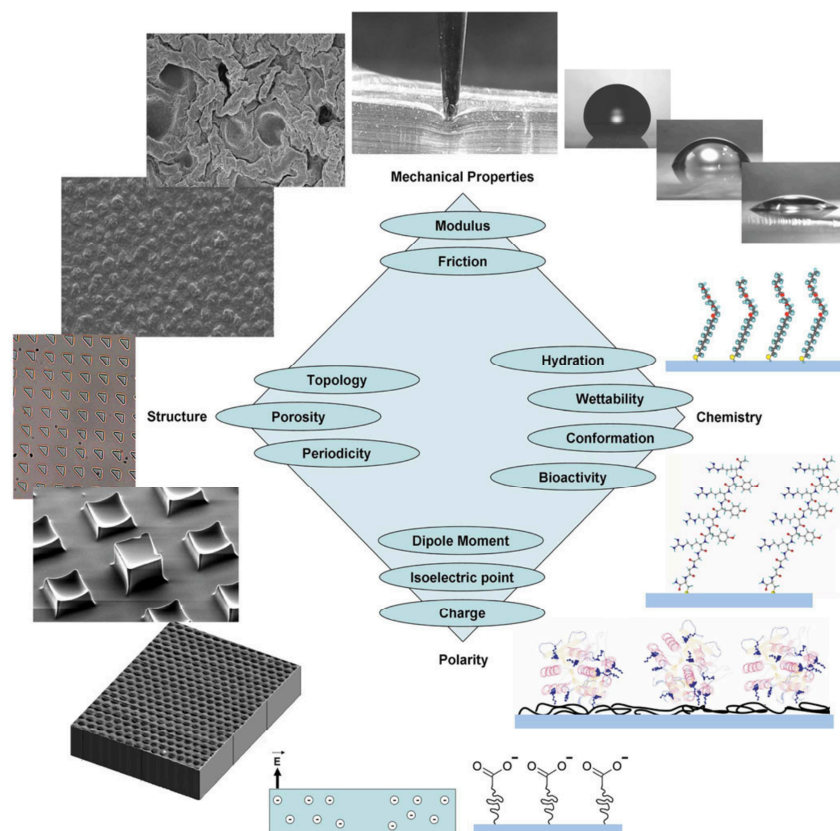 Mechanical Properties
Modulus
Friction
Hydration
Topology
Wettability
Structure
Porosity
Chemistry
Conformation
Periodicity
Bioactivity
Dipole Moment
Isoelectric point
Charge
Polarity
E
O O− O O− O O−